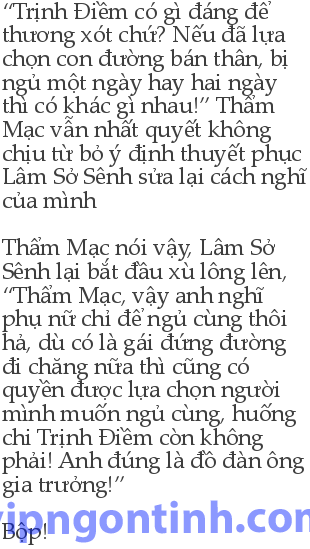 “Trịnh Điềm có gì đáng để
thương xót chứ? Nếu đã lựa
chọn con đường bán thân, bị
ngủ một ngày hay hai ngày
thì có khác gì nhau!” Thẩm
Mạc vẫn nhất quyết không
chịu từ bỏ ý định thuyết phục
Lâm Sở Sênh sửa lại cách nghĩ
của mình
Thẩm Mạc nói vậy, Lâm Sở
Sênh lại bắt đầu xù lông lên,
“Thẩm Mạc, vậy anh nghĩ
phụ nữ chỉ để ngủ cùng thôi
hả, dù có là gái đứng đường
đi chăng nữa thì cũng có
quyền được lựa chọn người
mình muốn ngủ cùng, huống
chi Trịnh Điềm còn không
phải! Anh đúng là đồ đàn ông
gia trưởng!”
vipngontinh.com
Bộp!